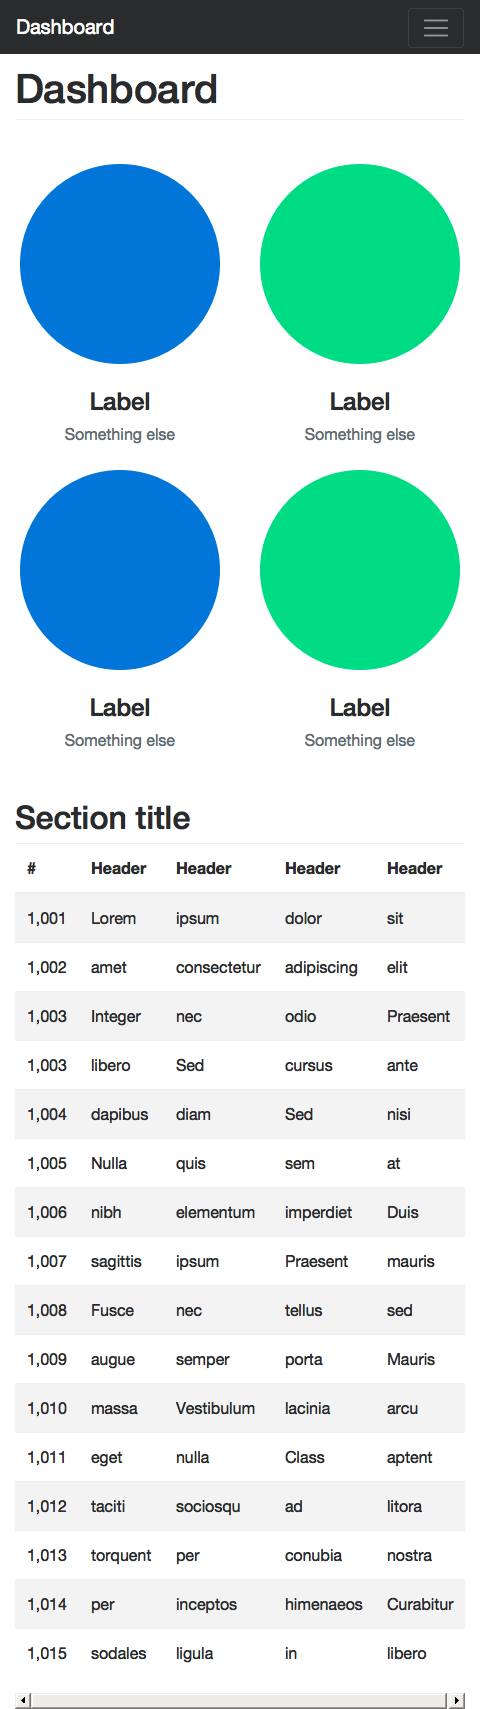 Dashboard
Dashboard
Label Label
Something else Something else
Label Label
Something else Something else
Section title
# Header Header Header Header
1,001 Lorem ipsum dolor sit
1,002 amet consectetur adipiscing elit
1,003 Integer nec odio Praesent
1,003 libero Sed cursus ante
1,004 dapibus diam Sed nisi
1,005 Nulla quis sem at
1,006 nibh elementum imperdiet Duis
1,007 sagittis ipsum Praesent mauris
1,008 Fusce nec tellus sed
1,009 augue semper porta Mauris
1,010 massa Vestibulum lacinia arcu
1,011 eget nulla Class aptent
1,012 taciti sociosqu ad litora
1,013 torquent per conubia nostra
1,014 per inceptos himenaeos Curabitur
1,015 sodales ligula in libero